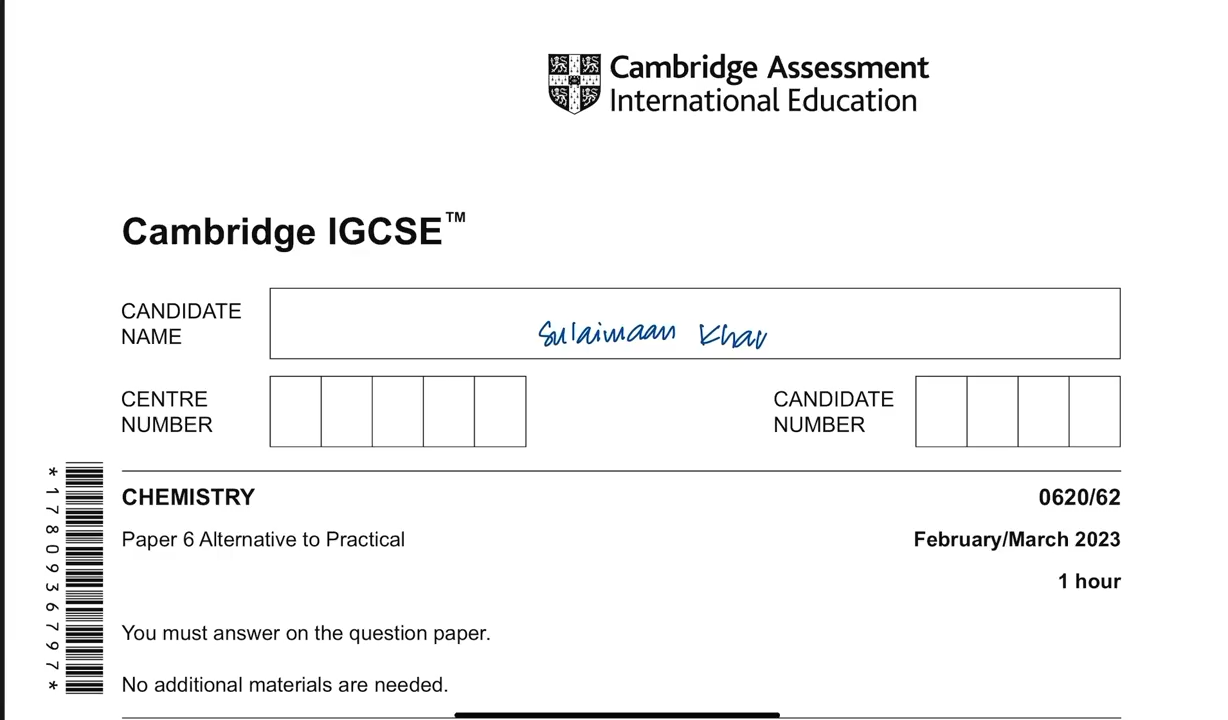 Cambridge Assessment
International Education
Cambridge IGCSE™
CANDIDATE
NAME
Sulaimaan Khan
CENTRE
NUMBER
CANDIDATE
NUMBER
*1780936797*
CHEMISTRY 0620/62
Paper 6 Alternative to Practical February/March 2023
1 hour
You must answer on the question paper.
No additional materials are needed.